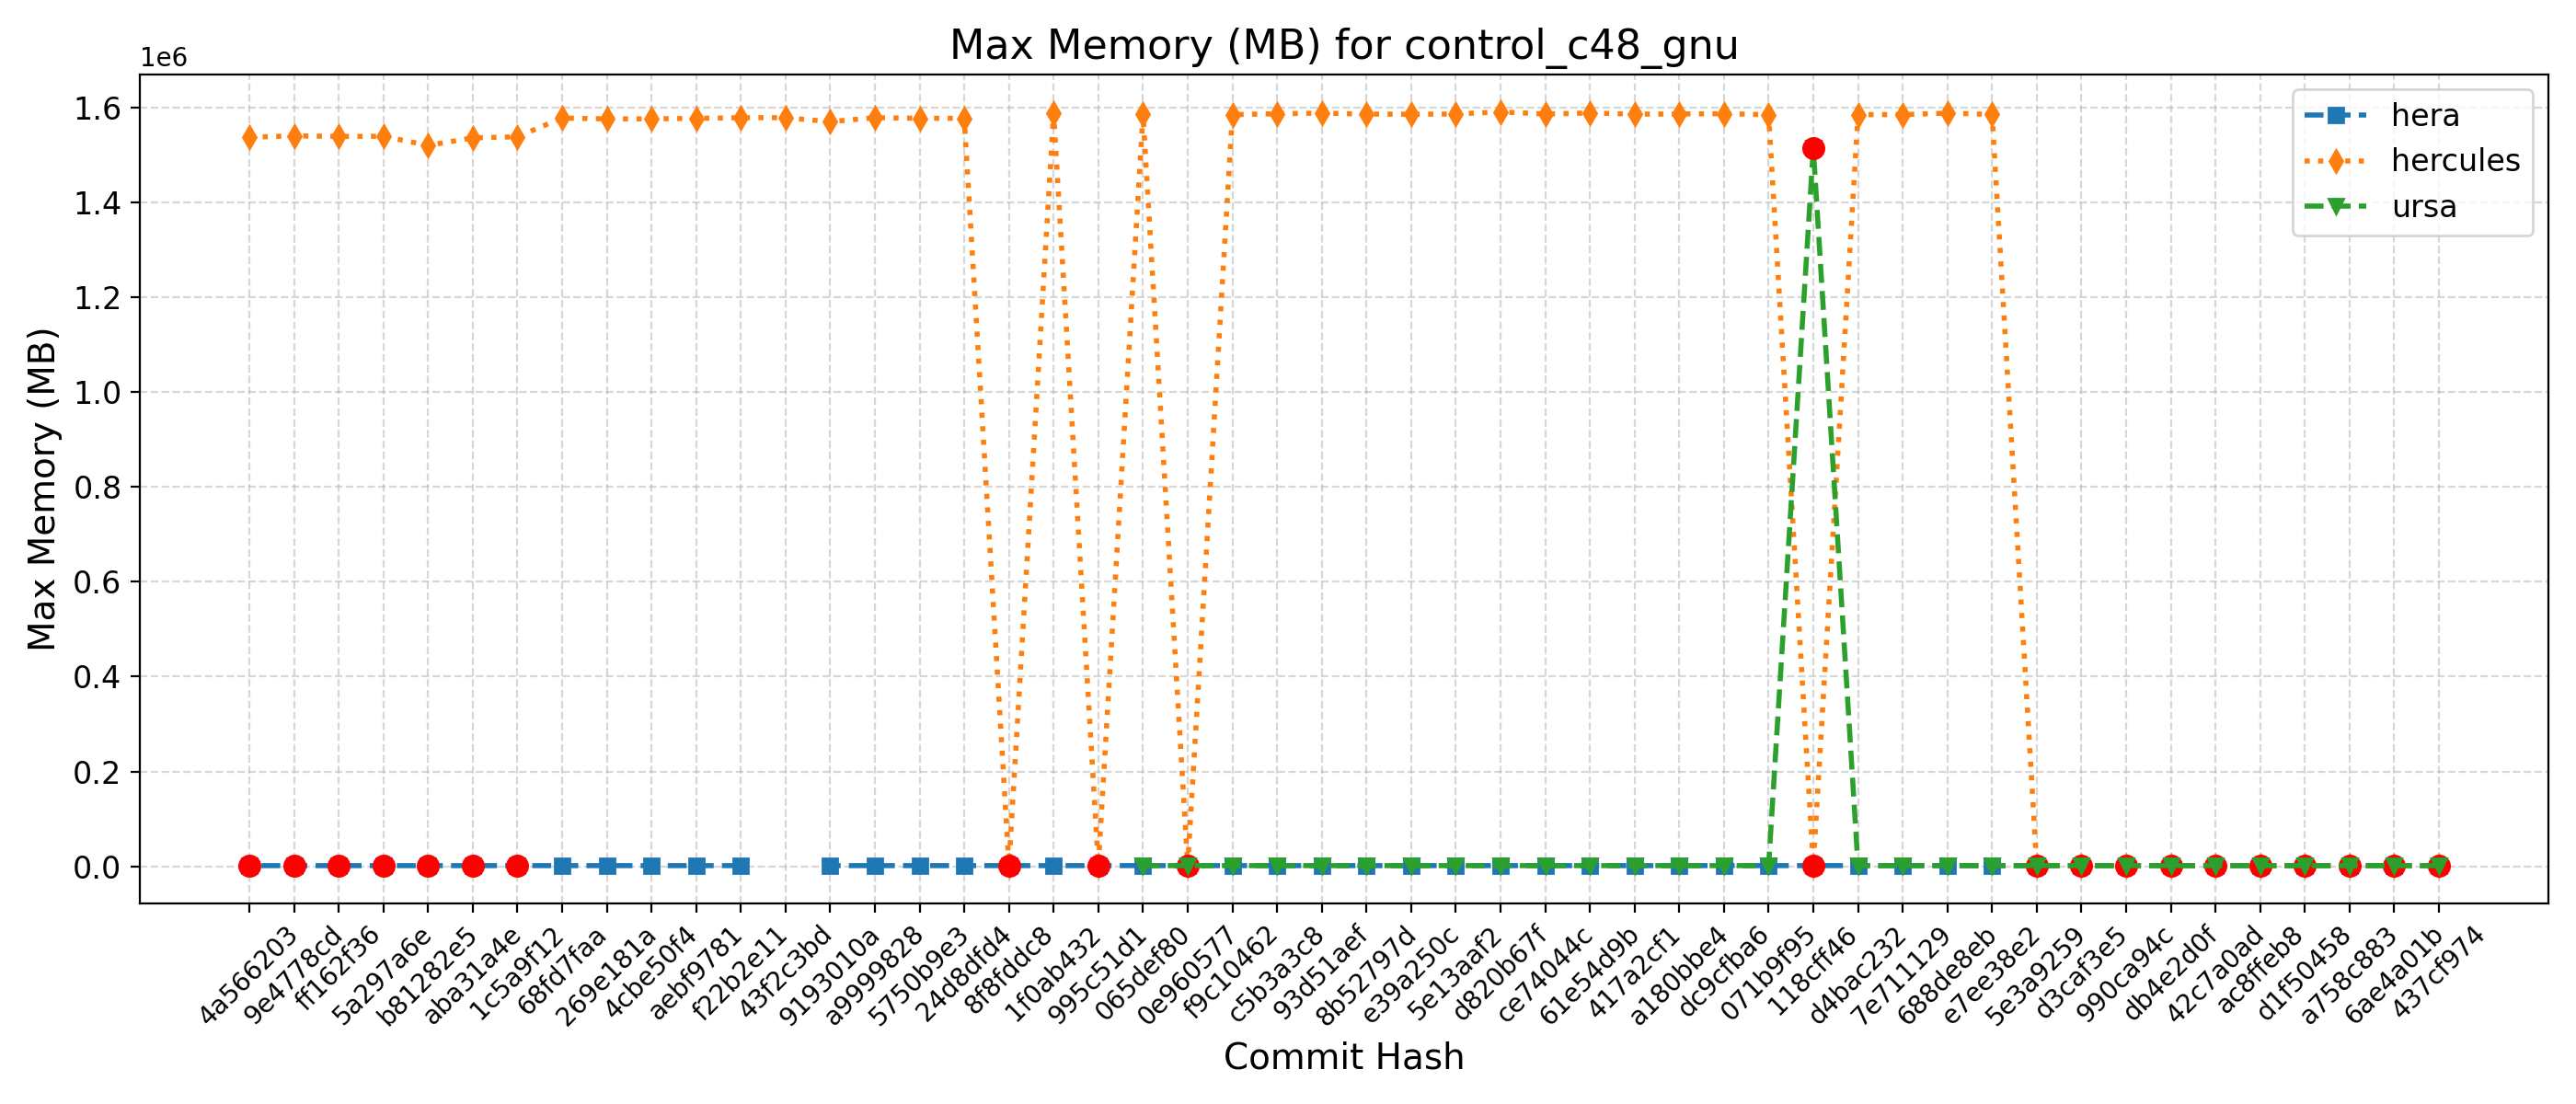 Max Memory (MB) for control_c48_gnu
1e6
1.6
1.4
1.2
1.0
0.8
0.6
0.4
0.2
0.0
Max Memory (MB)
hera
hercules
ursa
4a566203
9e4778cd
ff162f36
5a297a6e
b81282e5
aba31a4e
1c5a9f12
68fd7faa
269e181a
4cbe50f4
aebf9781
f22b2e11
43f2c3bd
9193010a
a9999828
5750b9e3
24d8dfd4
8f8fddc8
1f0ab432
995c51d1
065def80
0e960577
f9c10462
c5b3a3c8
93d51aef
8b52797d
e39a250c
5e13aaf2
d820b67f
ce74044c
61e54d9b
417a2cf1
a180bbe4
dc9cfba6
071b9f95
118cff46
d4bac232
7e711129
688de8eb
e7ee38e2
5e3a9259
d3caf3e5
990ca94c
db4e2d0f
42c7a0ad
ac8ffeb8
d1f50458
a758c883
6ae4a01b
437cf974
Commit Hash